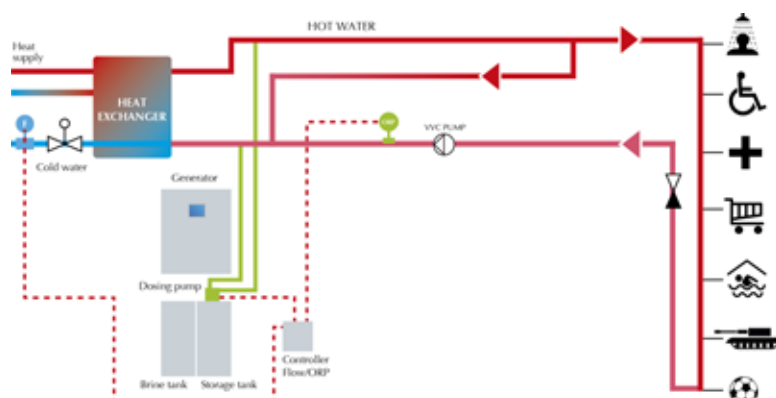 HOT WATER
Heat
supply
HEAT
EXCHANGER
F
ORP
VVC PUMP
Cold water
Generator
Dosing pump
Controller
Flow/ORP
Brine tank
Storage tank